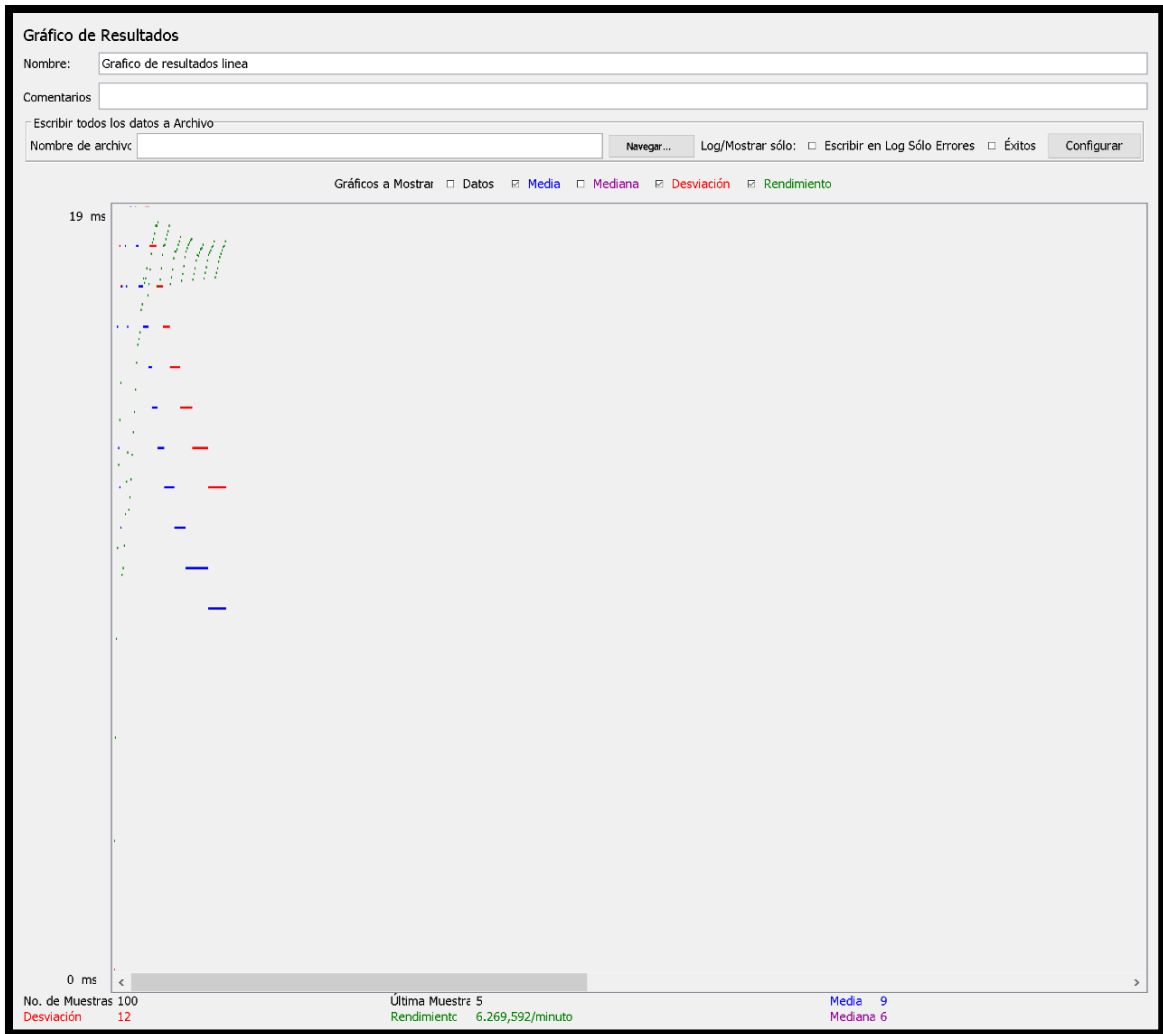 Gráfico de Resultados
Nombre: Grafico de resultados linea
Comentarios
Escribir todos los datos a Archivo
Nombre de archivo Navegar... Log/Mostrar sólo: Escribir en Log Sólo Errores Éxitos Configurar
Gráficos a Mostrar Datos Media Mediana Desviación Rendimiento
19 ms
0 ms
No. de Muestras 100 Última Muestra 5 Media 9
Desviación 12 Rendimiento 6.269,592/minuto Mediana 6